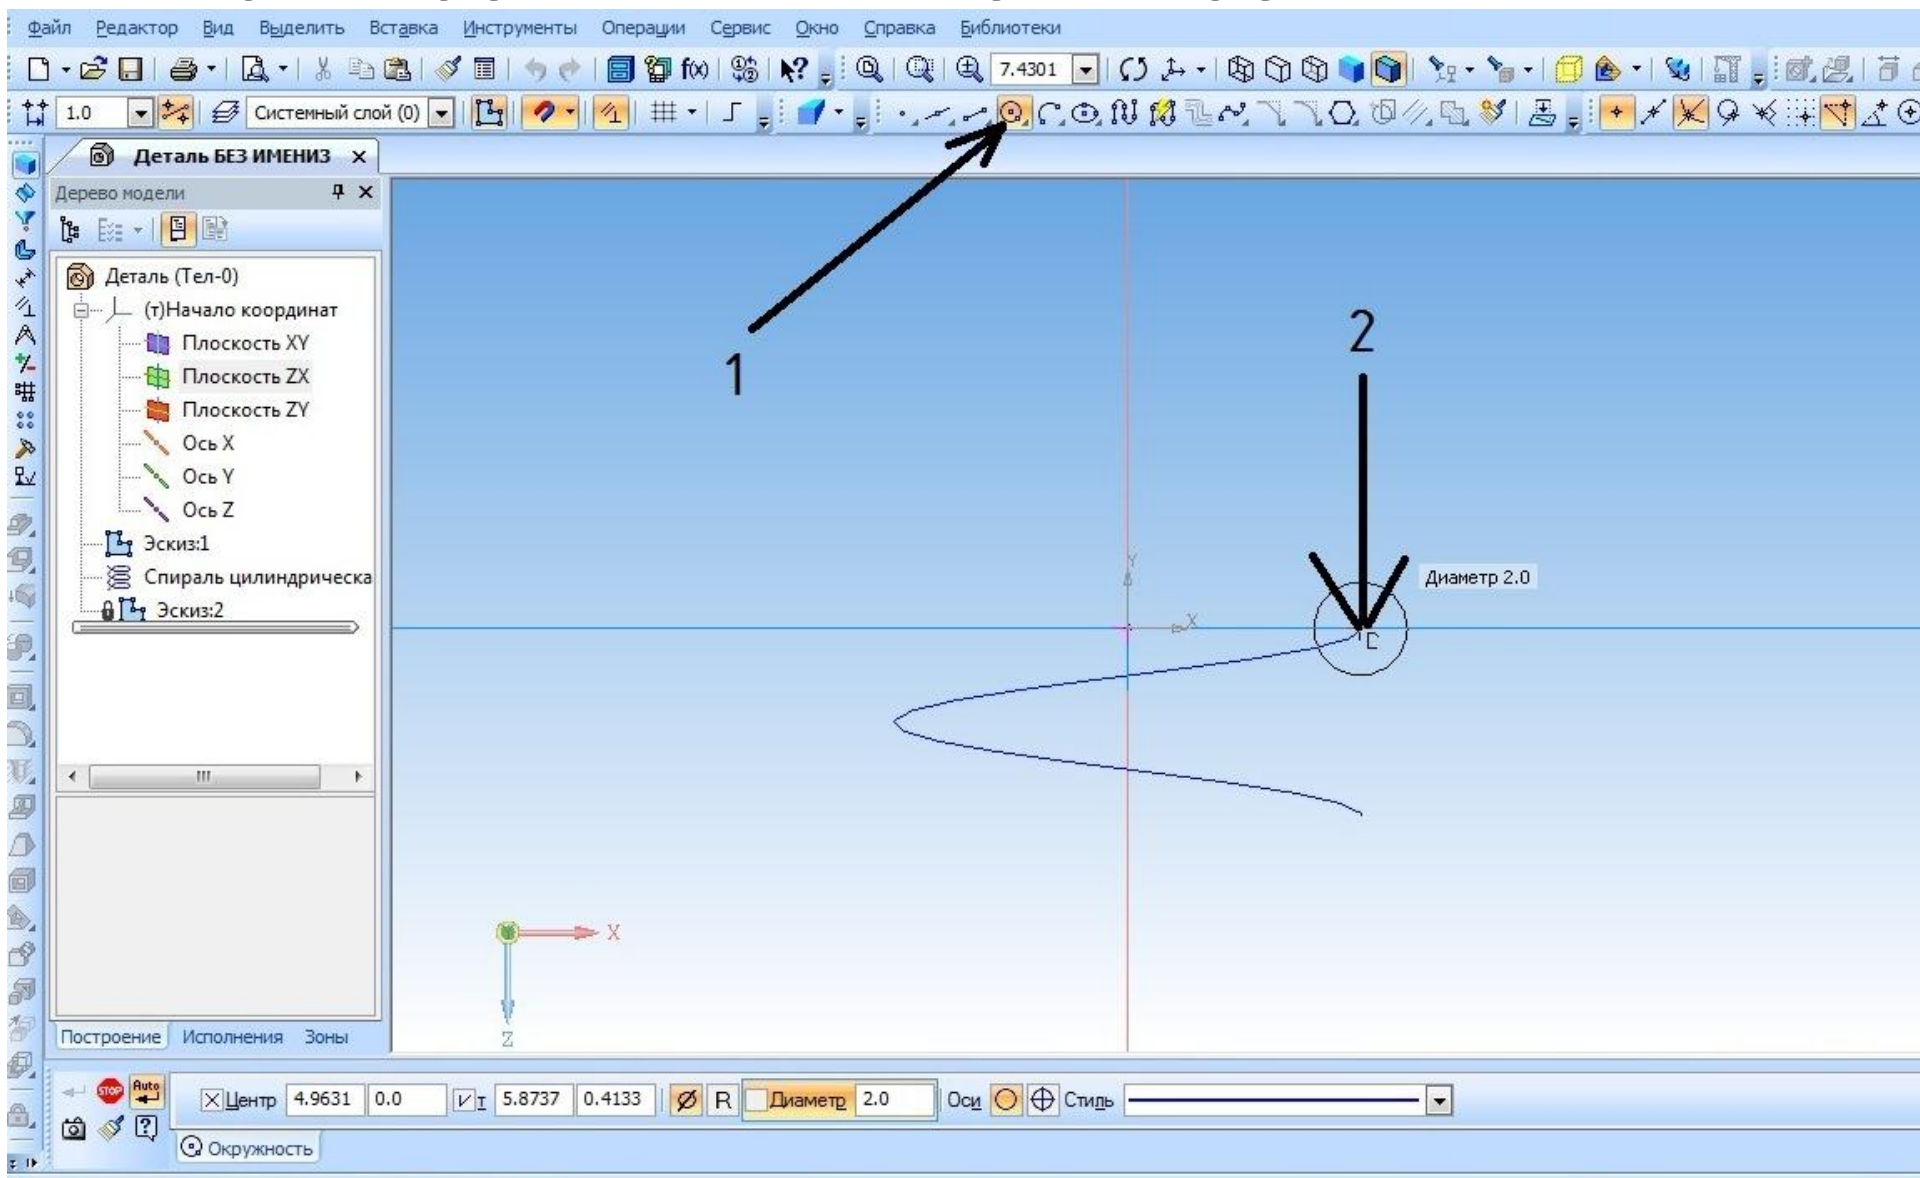 Файл Редактор Вид Выделить Вставка Инструменты Операции Сервис Окно Справка Библиотеки
f(x) 7.4301
1.0 Системный слой (0)
Деталь БЕЗ ИМЕНИ3
Дерево модели
Деталь (Тел-0)
(т)Начало координат
Плоскость XY
Плоскость ZX
Плоскость ZY
Ось X
Ось Y
Ось Z
Эскиз:1
Спираль цилиндрическа
Эскиз:2
1
2
Диаметр 2.0
Y
X
X
Z
Построение Исполнения Зоны
STOP Auto
Центр 4.9631 0.0 т 5.8737 0.4133 R Диаметр 2.0 Оси Стиль
Окружность